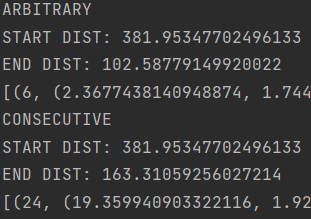 ARBITRARY
START DIST: 381.95347702496133
END DIST: 102.58779149920022
[(6, (2.3677438140948874, 1.744
CONSECUTIVE
START DIST: 381.95347702496133
END DIST: 163.31059256027214
[(24, (19.359940903322116, 1.92